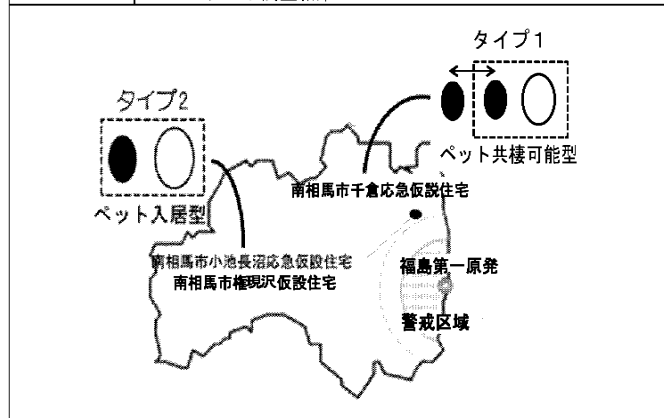 タイプ1
タイプ2
ペット共棲可能型
南相馬市千倉応急仮設住宅
ペット入居型
南相馬市小池長沼応急仮設住宅
南相馬市権現沢仮設住宅
福島第一原発
警戒区域